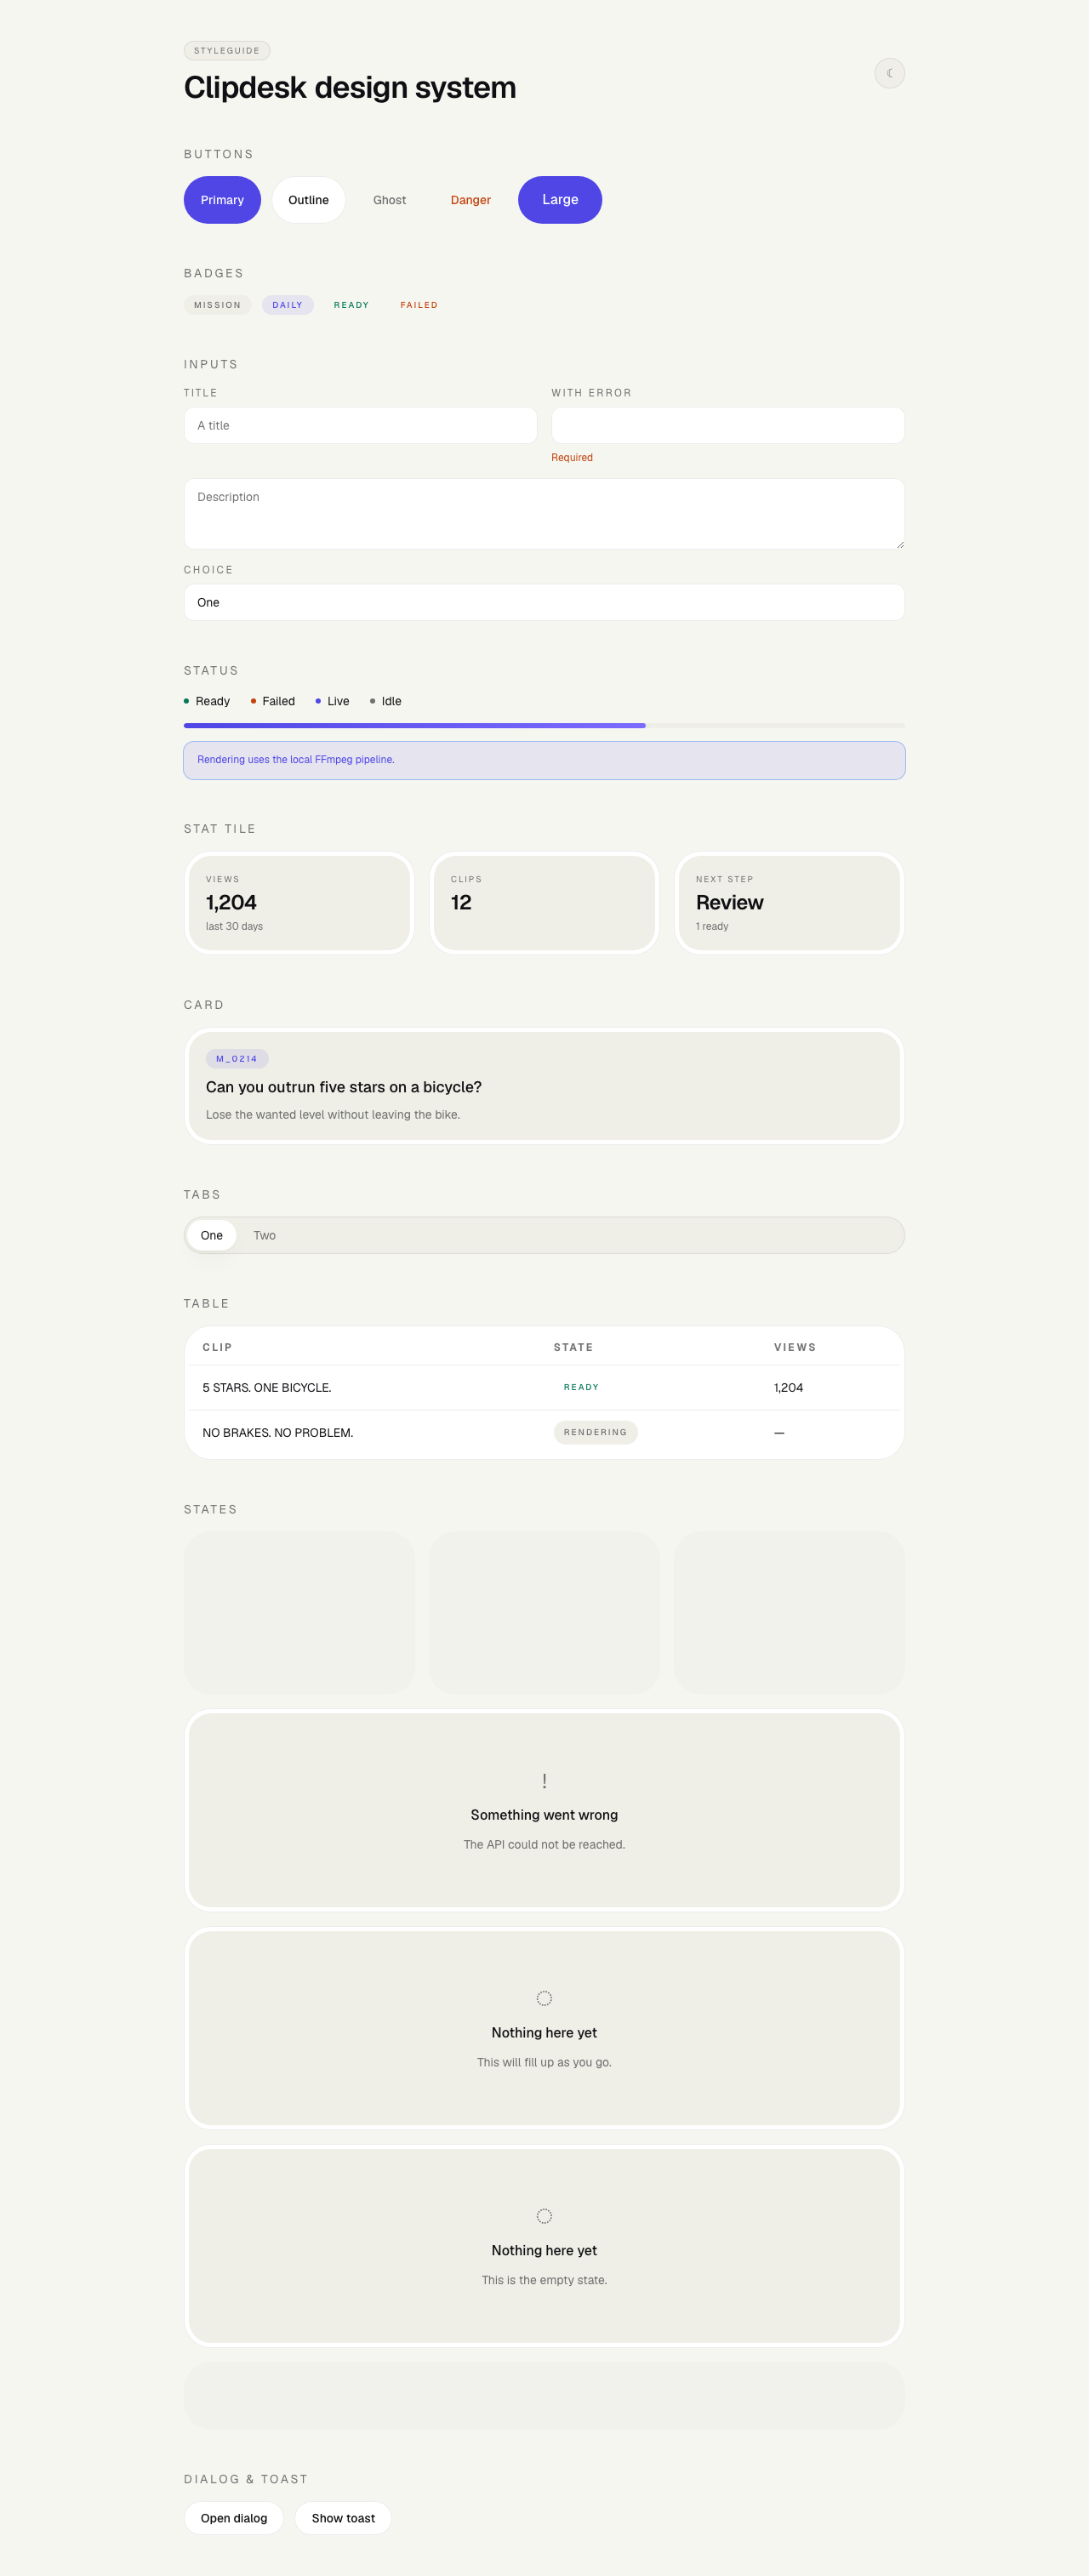 STYLEGUIDE
Clipdesk design system
BUTTONS
Primary Outline Ghost Danger Large
BADGES
MISSION DAILY READY FAILED
INPUTS
TITLE WITH ERROR
A title
Required
Description
CHOICE
One
STATUS
Ready Failed Live Idle
Rendering uses the local FFmpeg pipeline.
STAT TILE
VIEWS CLIPS NEXT STEP
1,204 12 Review
last 30 days 1 ready
CARD
M_0214
Can you outrun five stars on a bicycle?
Lose the wanted level without leaving the bike.
TABS
One Two
TABLE
CLIP STATE VIEWS
5 STARS. ONE BICYCLE. READY 1,204
NO BRAKES. NO PROBLEM. RENDERING —
STATES
!
Something went wrong
The API could not be reached.
Nothing here yet
This will fill up as you go.
Nothing here yet
This is the empty state.
DIALOG & TOAST
Open dialog Show toast